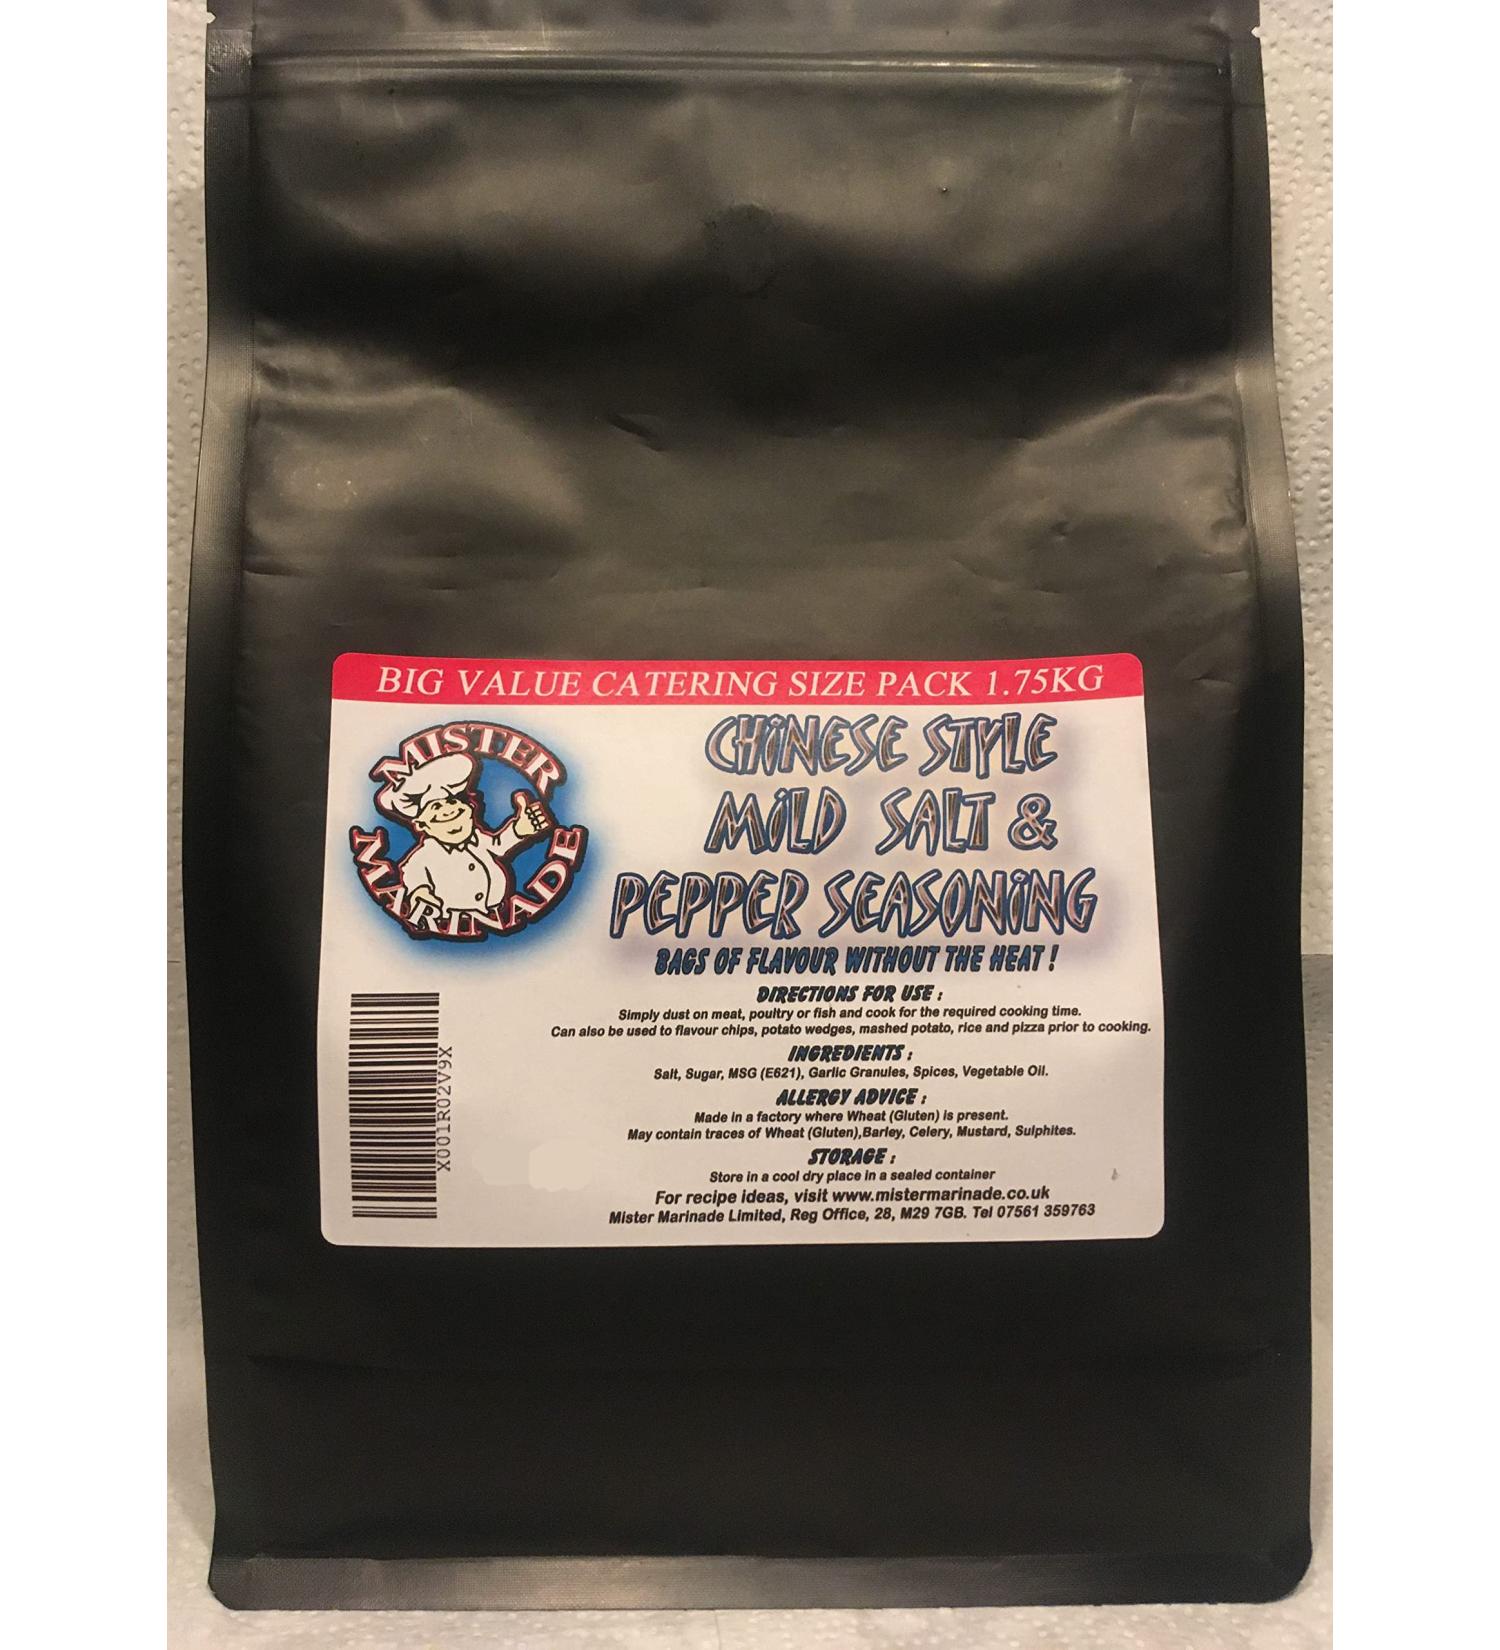 BIG VALUE CATERING SIZE PACK 1.75KG
MISTER
MARINADE
CHINESE STYLE
MILD SALT &
PEPPER SEASONING
BAGS OF FLAVOUR WITHOUT THE HEAT !
DIRECTIONS FOR USE :
Simply dust on meat, poultry or fish and cook for the required cooking time.
Can also be used to flavour chips, potato wedges, mashed potato, rice and pizza prior to cooking.
INGREDIENTS :
Salt, Sugar, MSG (E621), Garlic Granules, Spices, Vegetable Oil.
ALLERGY ADVICE :
Made in a factory where Wheat (Gluten) is present.
May contain traces of Wheat (Gluten),Barley, Celery, Mustard, Sulphites.
STORAGE :
Store in a cool dry place in a sealed container
For recipe ideas, visit www.mistermarinade.co.uk
Mister Marinade Limited, Reg Office, 28, M29 7GB. Tel 07561 359763
X001R02V9X